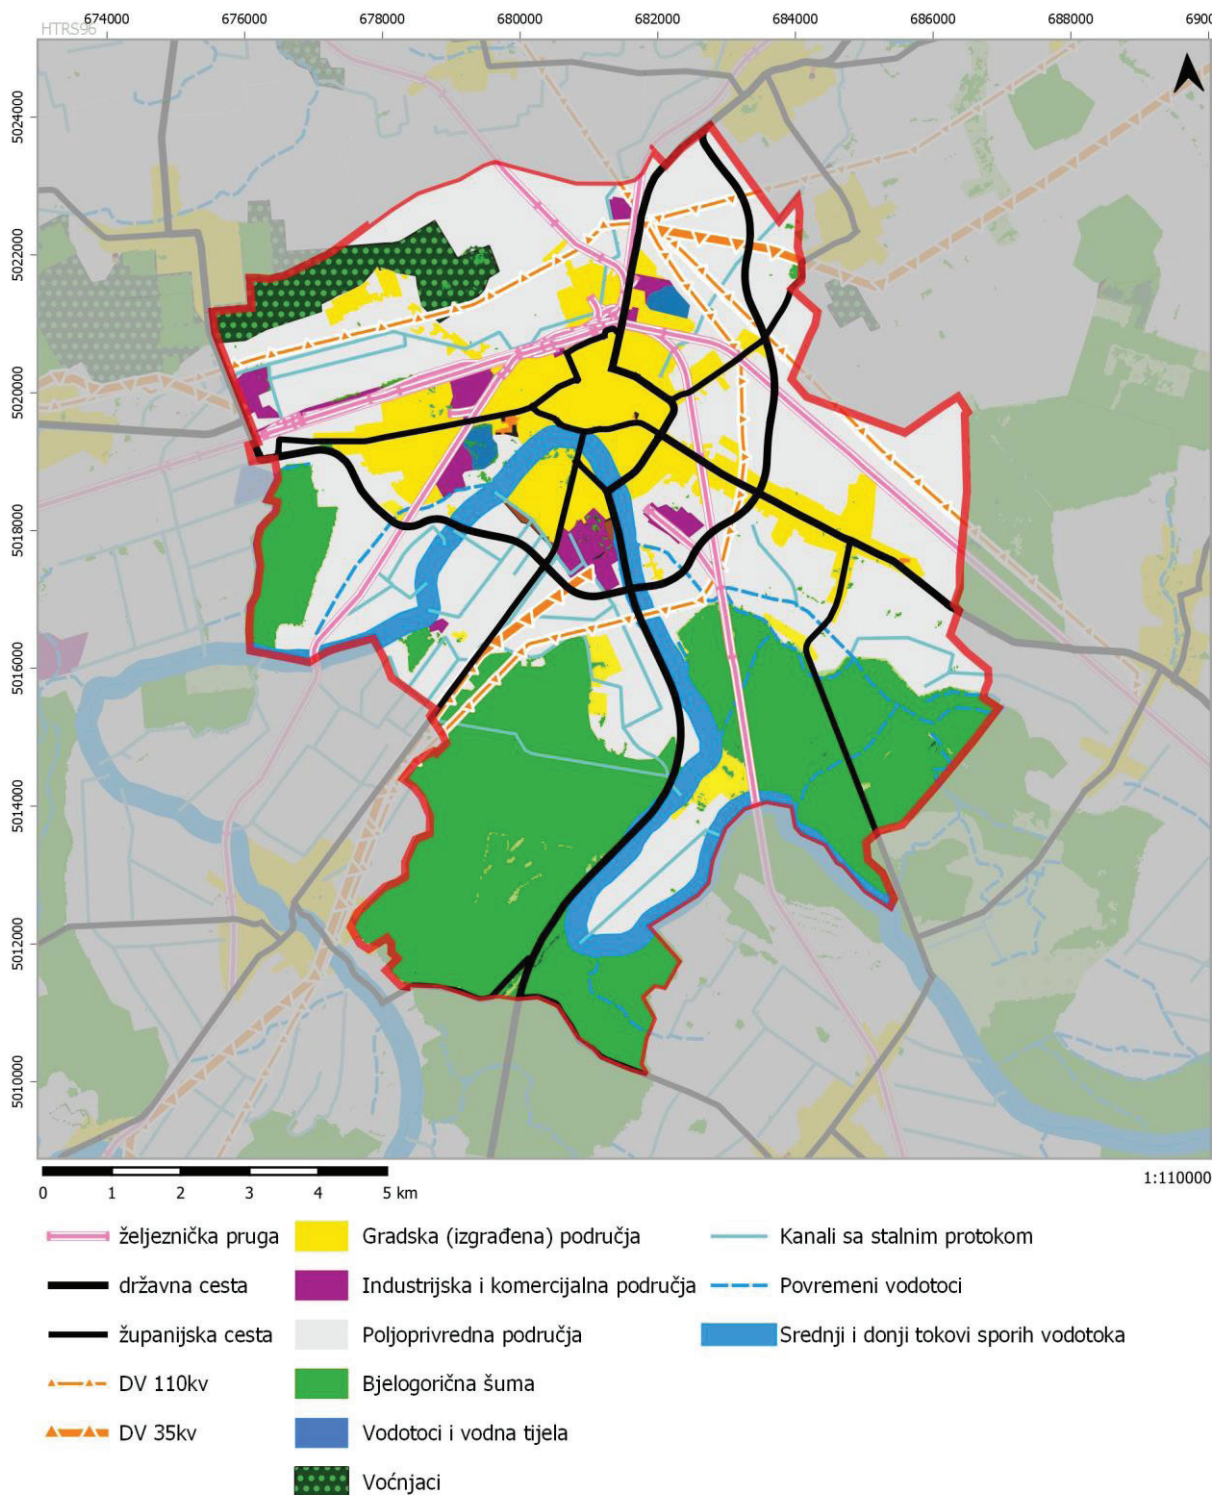 674000 676000 678000 680000 682000 684000 686000 688000 6900
HTRS96
5024000
5022000
5020000
5018000
5016000
5014000
5012000
5010000
0 1 2 3 4 5 km
1:110000
željeznička pruga
državna cesta
županijska cesta
DV 110kv
DV 35kv
Gradska (izgrađena) područja
Industrijska i komercijalna područja
Poljoprivredna područja
Bjelogorična šuma
Vodotoci i vodna tijela
Voćnjaci
Kanali sa stalnim protokom
Povremeni vodotoci
Srednji i donji tokovi sporih vodotoka